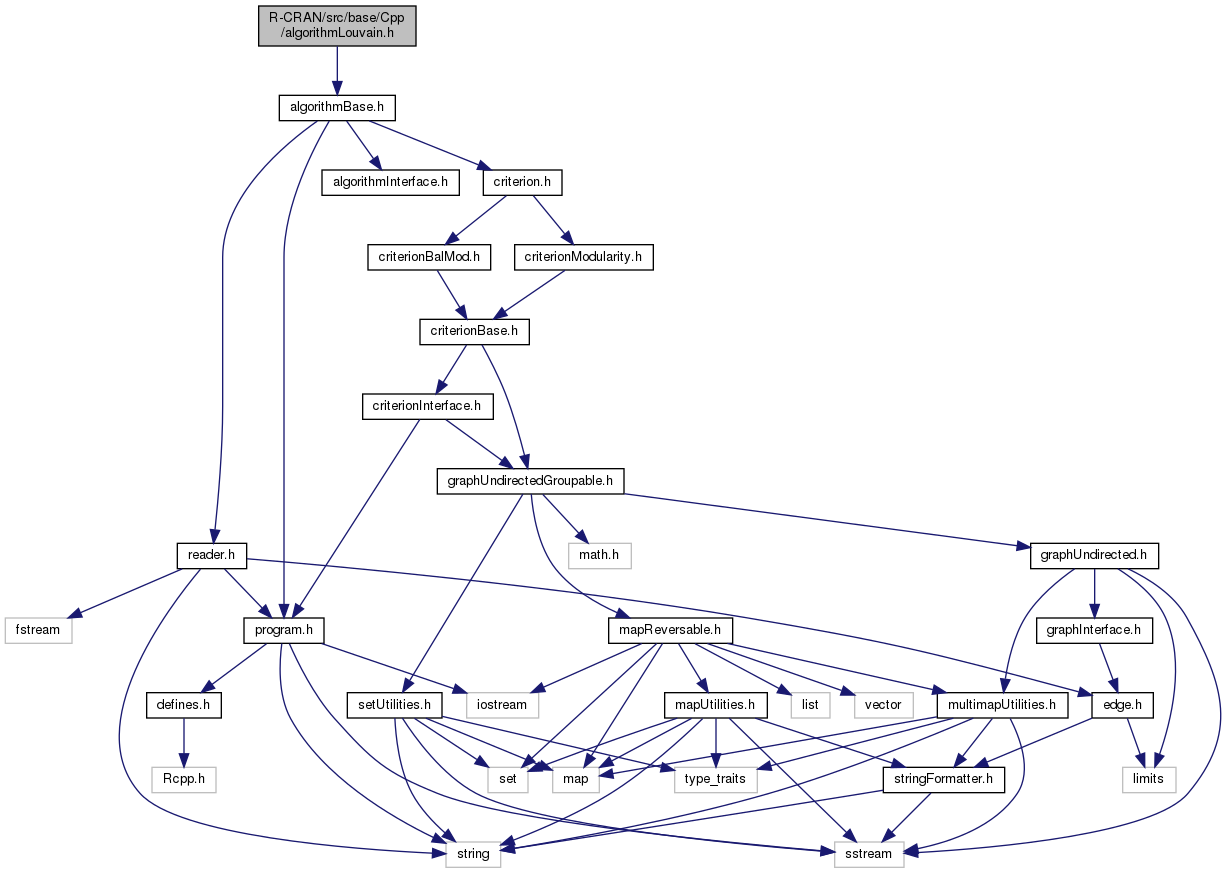 R-CRAN/src/base/Cpp
/algorithmLouvain.h
algorithmBase.h
algorithmInterface.h
criterion.h
criterionBalMod.h
criterionModularity.h
criterionBase.h
criterionInterface.h
graphUndirectedGroupable.h
reader.h
math.h
graphUndirected.h
fstream
program.h
mapReversable.h
graphInterface.h
defines.h
setUtilities.h
iostream
mapUtilities.h
list
vector
multimapUtilities.h
edge.h
Rcpp.h
set
map
type_traits
stringFormatter.h
limits
string
sstream